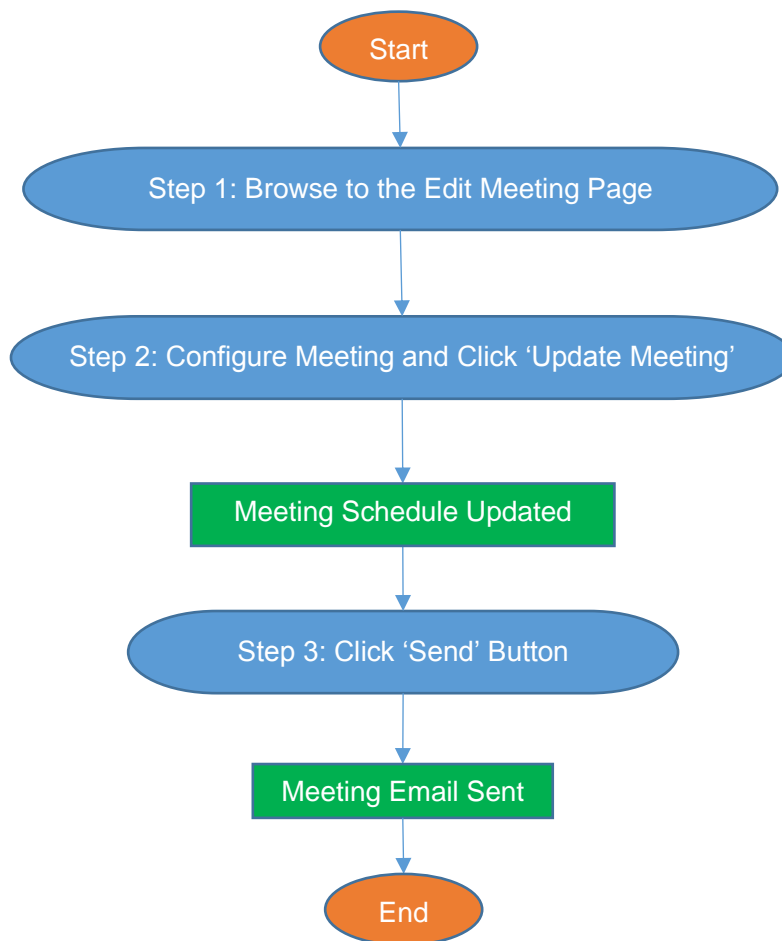 Start
Step 1: Browse to the Edit Meeting Page
Step 2: Configure Meeting and Click ‘Update Meeting’
Meeting Schedule Updated
Step 3: Click ‘Send’ Button
Meeting Email Sent
End